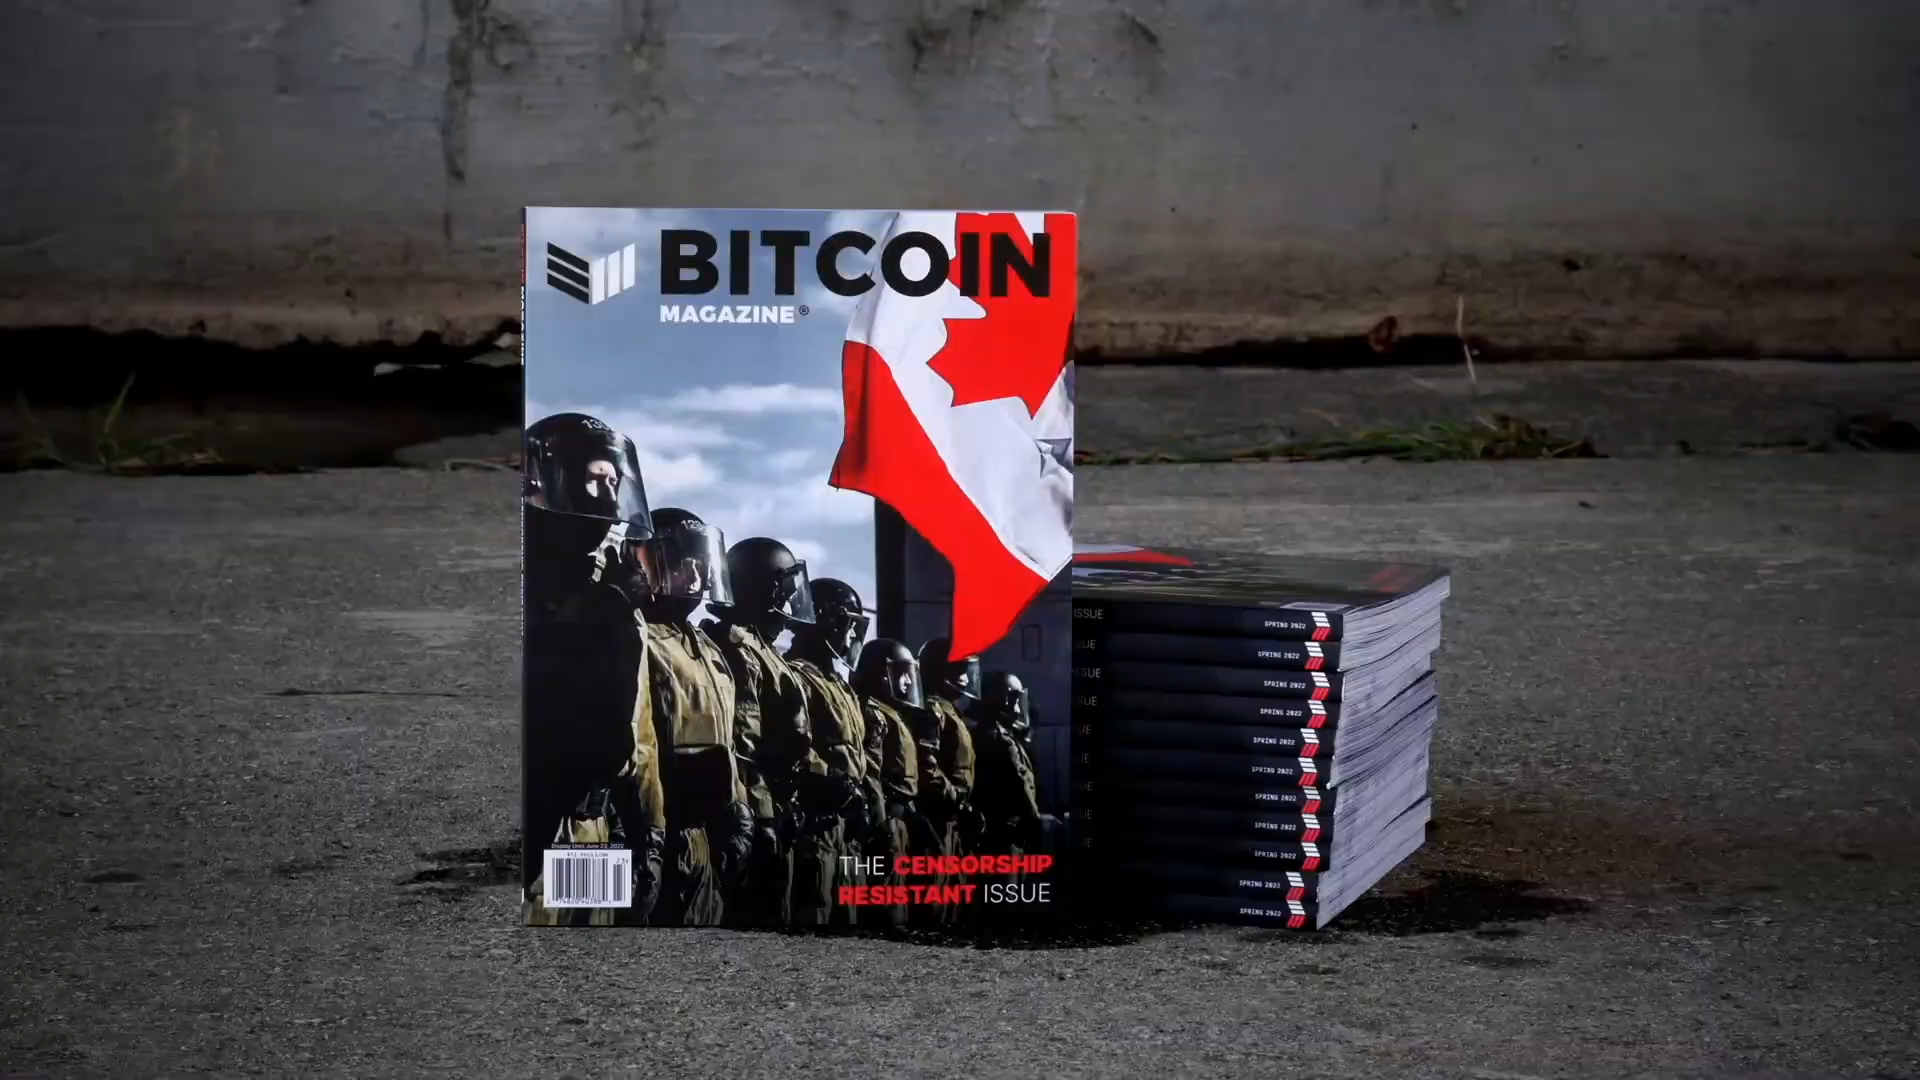 BITCOIN
MAGAZINE®
Display Until June 23, 2022
THE CENSORSHIP
RESISTANT ISSUE
ISSUE SPRING 2022
SPRING 2022
SPRING 2022
SPRING 2022
SPRING 2022
SPRING 2022
SPRING 2022
SPRING 2022
SPRING 2022
SPRING 2022
SPRING 2022